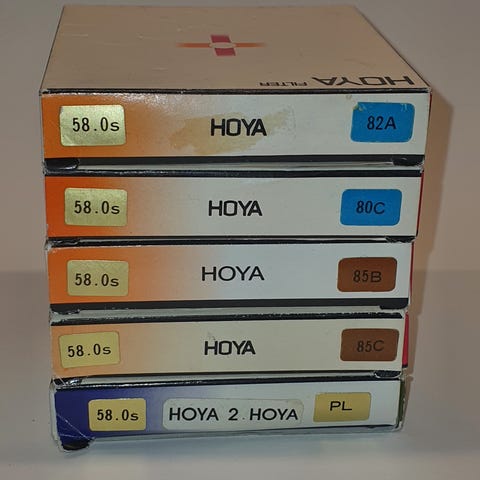 HOYA FILTER
58.0s HOYA 82A
58.0s HOYA 80C
58.0s HOYA 85B
58.0s HOYA 85C
58.0s HOYA 2 HOYA PL